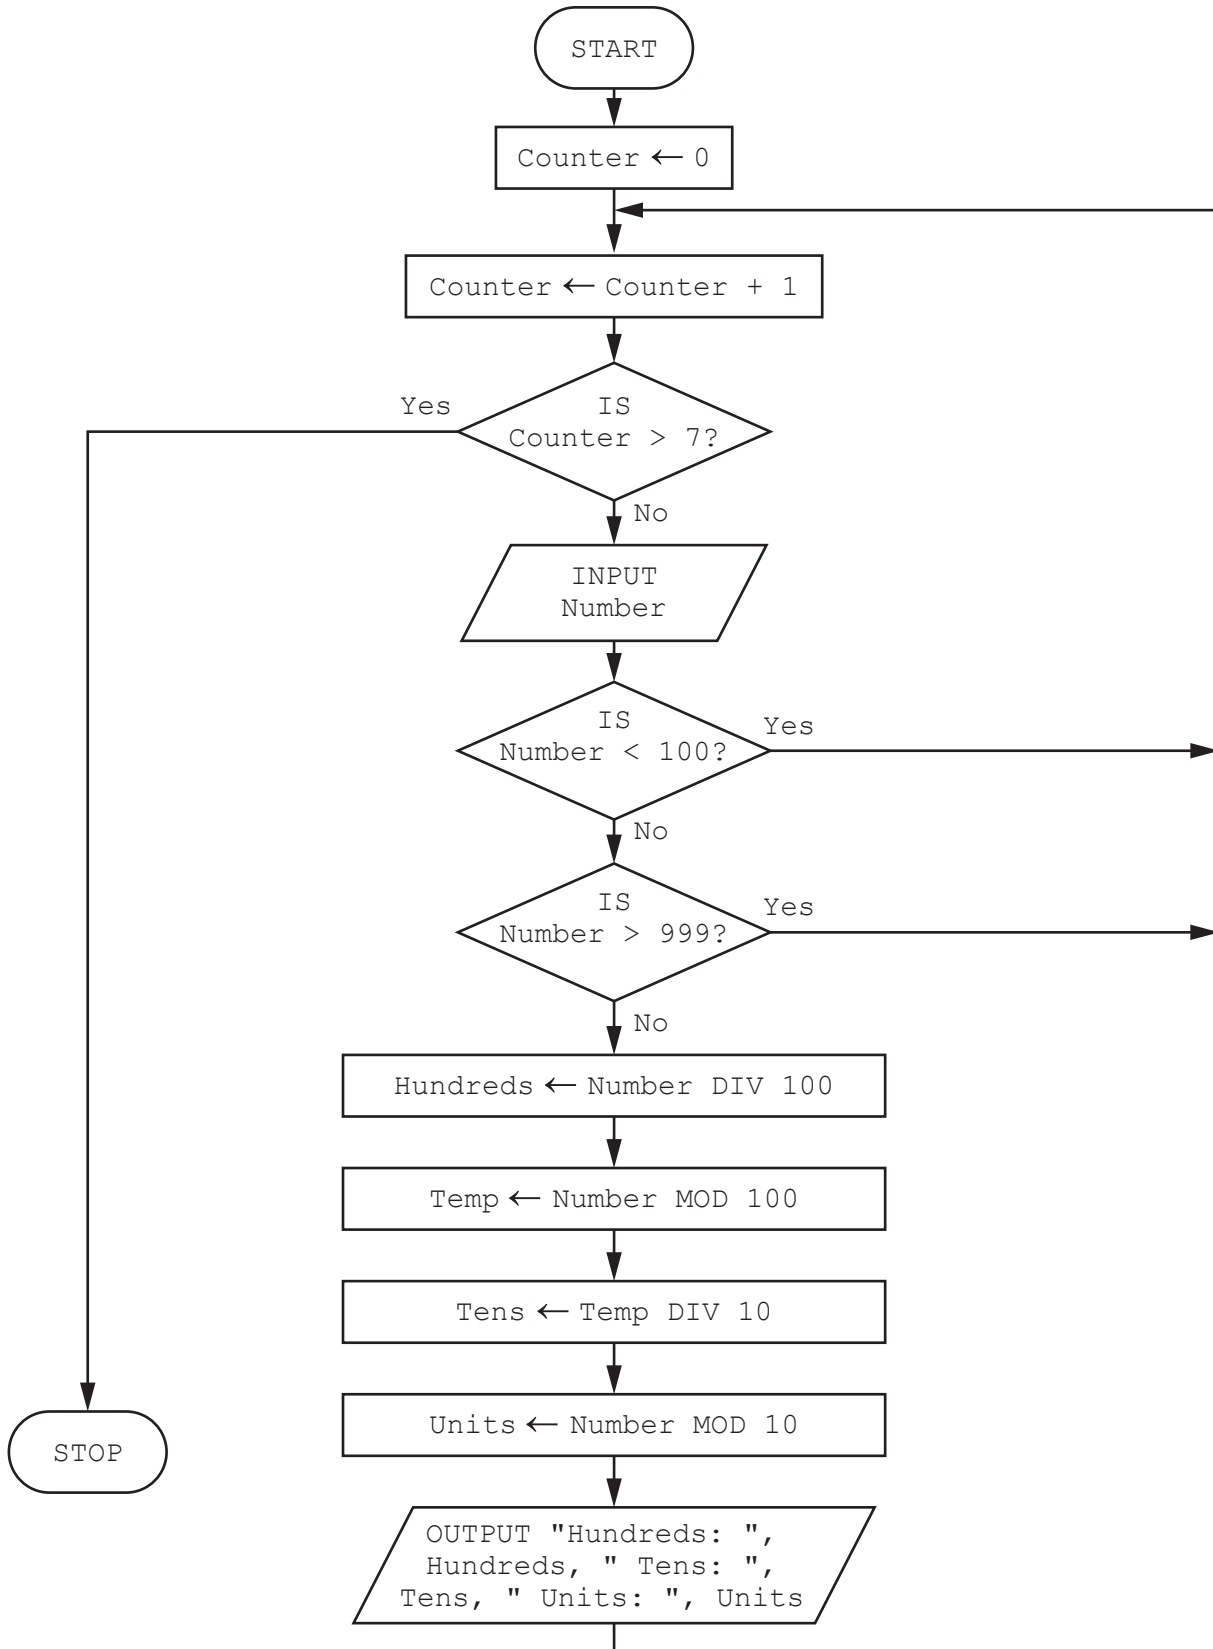 START
Counter ← 0
Counter ← Counter + 1
Yes
IS
Counter > 7?
No
INPUT
Number
IS
Number < 100?
Yes
No
IS
Number > 999?
Yes
No
Hundreds ← Number DIV 100
Temp ← Number MOD 100
Tens ← Temp DIV 10
Units ← Number MOD 10
STOP
OUTPUT "Hundreds: ",
Hundreds, " Tens: ",
Tens, " Units: ", Units